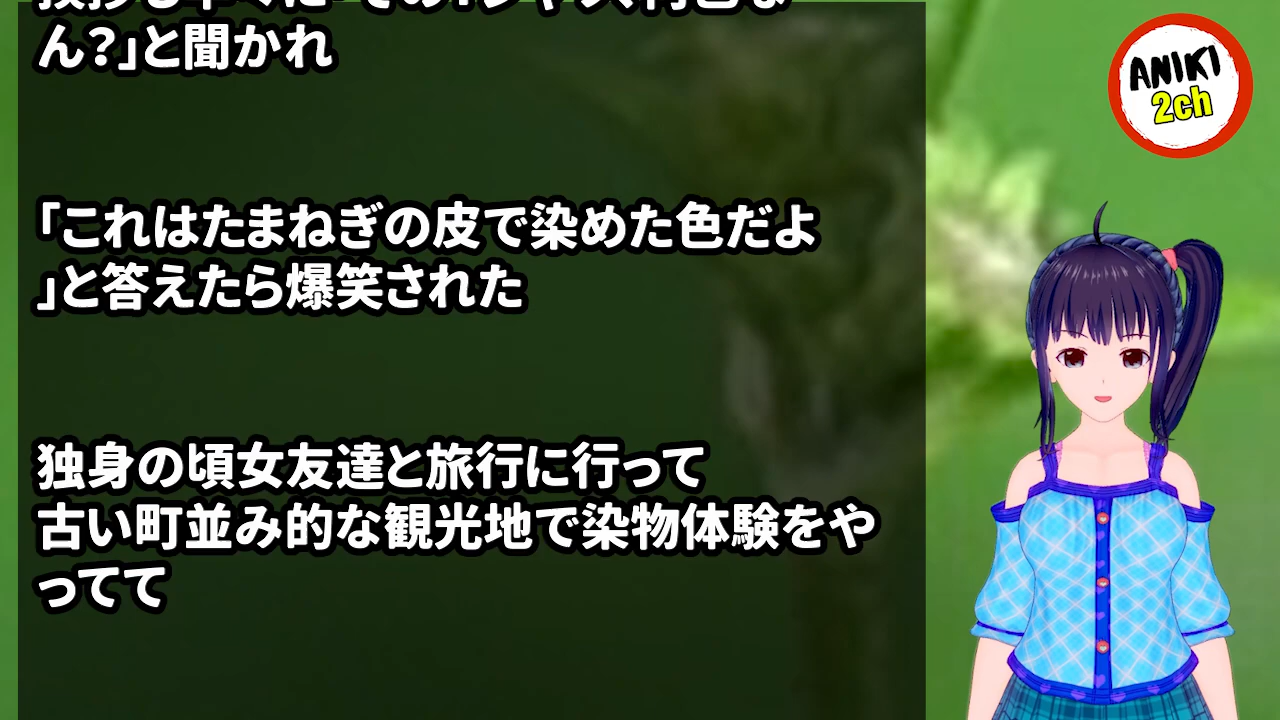 ん?」と聞かれ
「これはたまねぎの皮で染めた色だよ
」と答えたら爆笑された
独身の頃女友達と旅行に行って
古い町並み的な観光地で染物体験をや
ってて
ANIKI
2ch